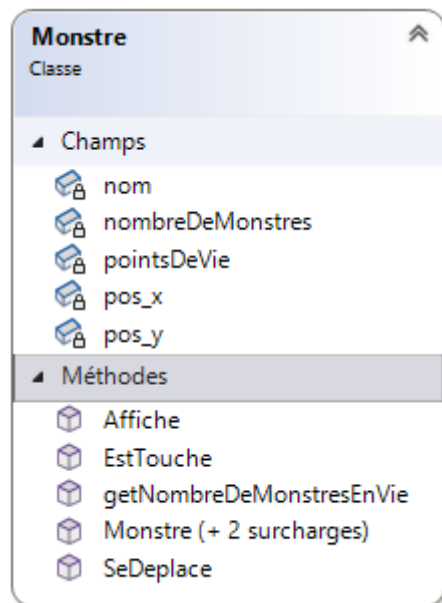 Monstre
Classe
Champs
nom
nombreDeMonstres
pointsDeVie
pos_x
pos_y
Méthodes
Affiche
EstTouche
getNombreDeMonstresEnVie
Monstre (+ 2 surcharges)
SeDeplace